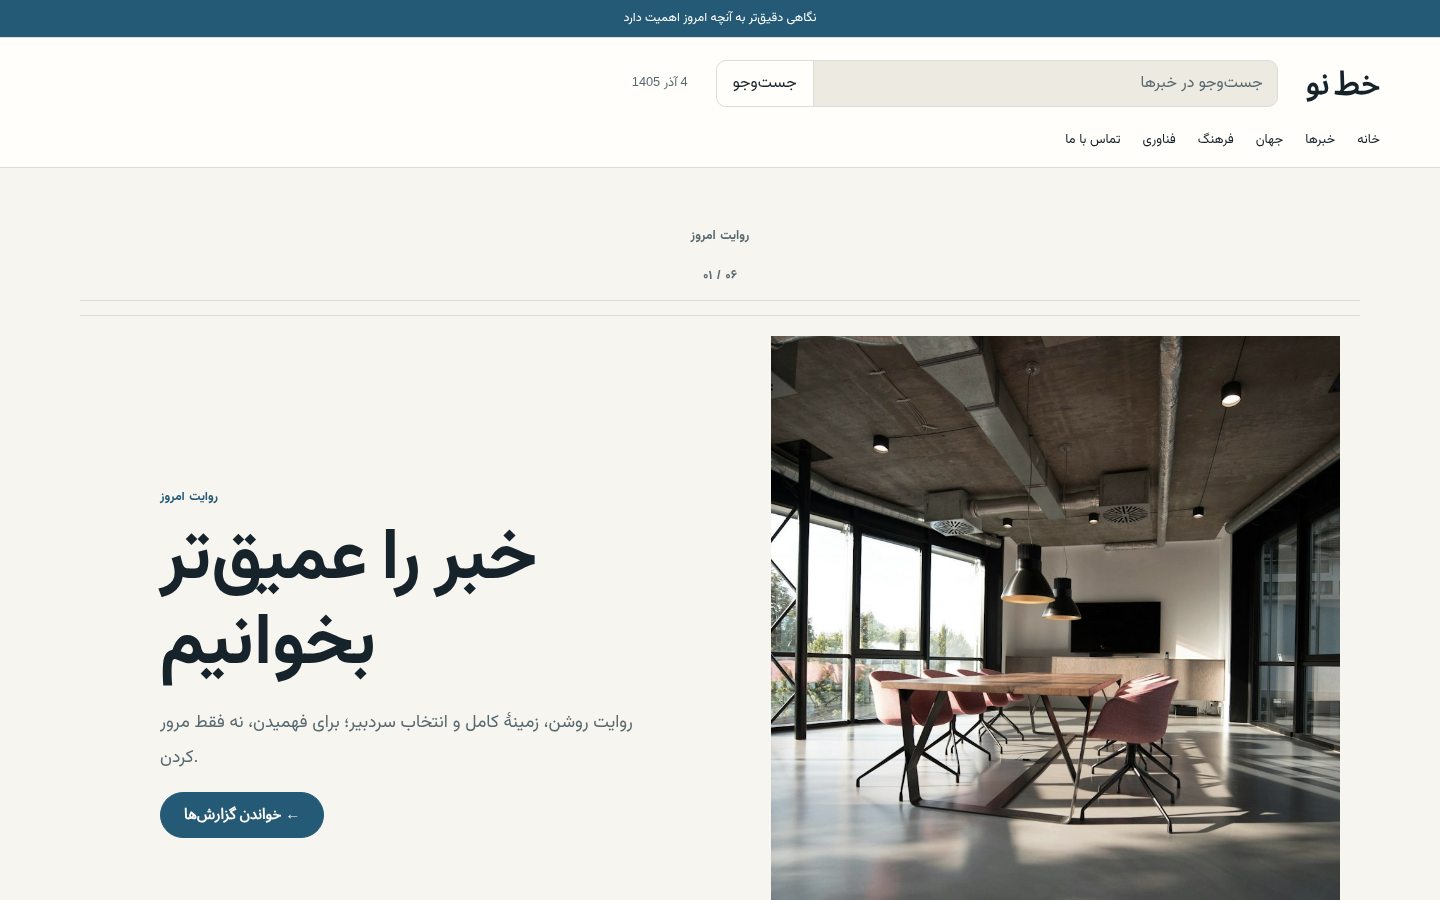 نگاهی دقیق‌تر به آنچه امروز اهمیت دارد
خط نو
جست‌وجو در خبرها
جست‌وجو
4 آذر 1405
خانه
خبرها
جهان
فرهنگ
فناوری
تماس با ما
روایت امروز
۰۱ / ۰۶
روایت امروز
خبر را عمیق‌تر
بخوانیم
روایت روشن، زمینهٔ کامل و انتخاب سردبیر؛ برای فهمیدن، نه فقط مرور
کردن.
خواندن گزارش‌ها ←